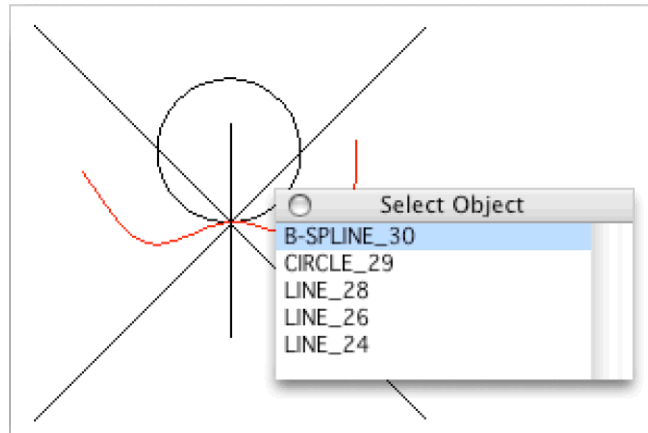 Select Object
B-SPLINE_30
CIRCLE_29
LINE_28
LINE_26
LINE_24